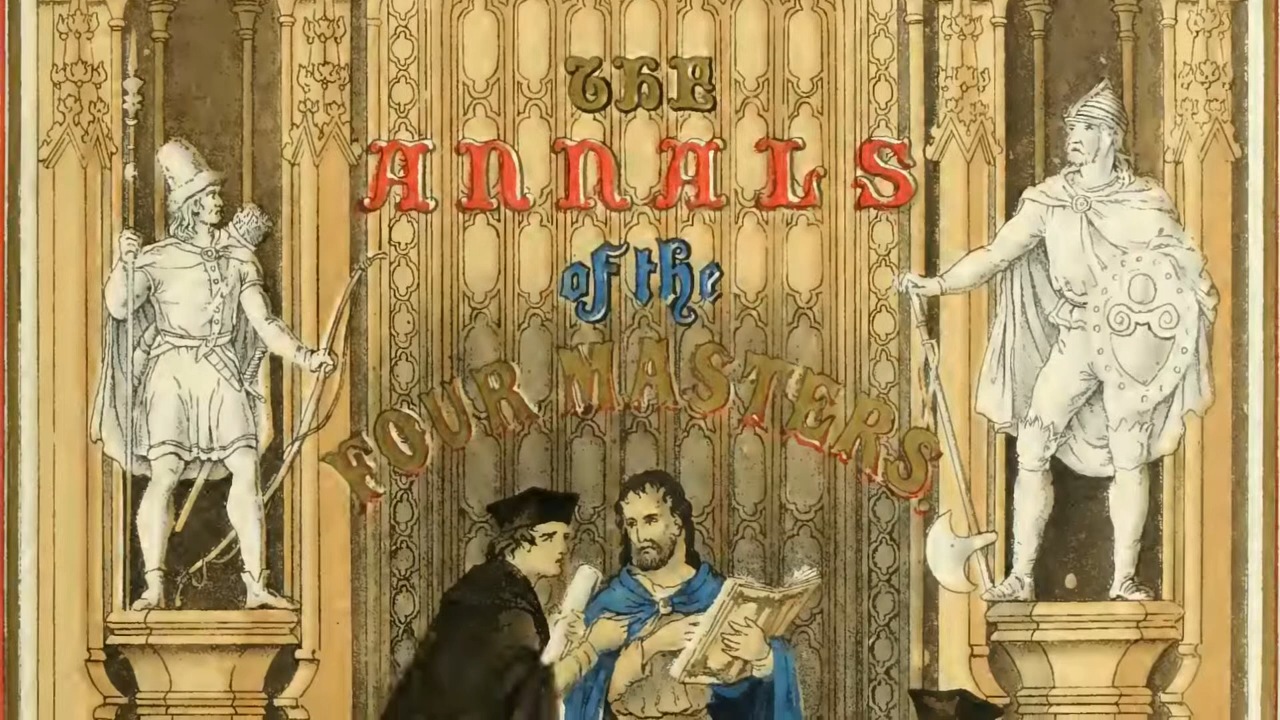 THE
ANNALS
of the
FOUR MASTERS